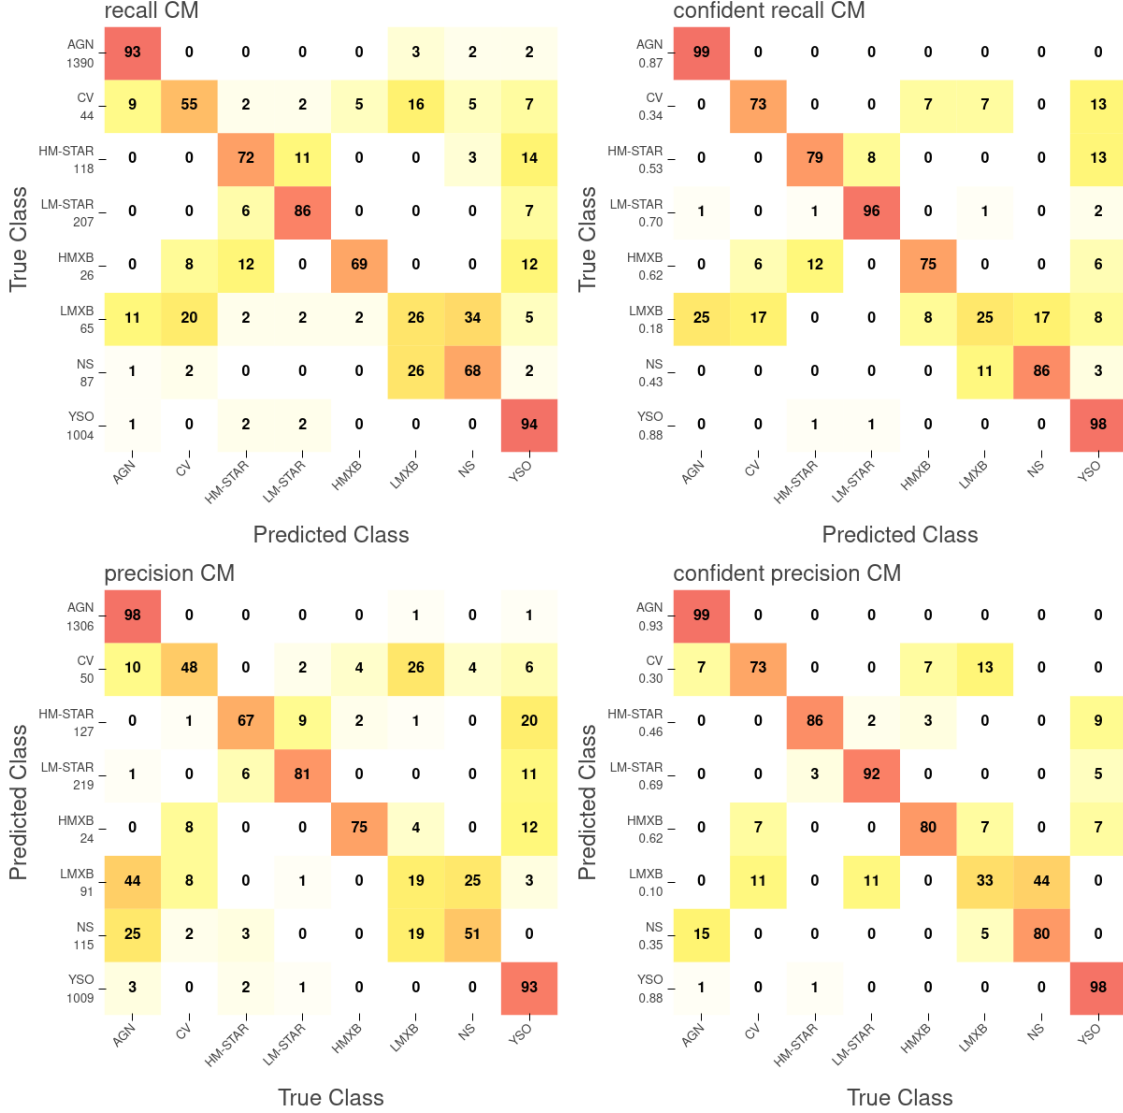 recall CM
AGN 93 0 0 0 0 3 2 2
1390
CV 9 55 2 2 5 16 5 7
44
HM-STAR 0 0 72 11 0 0 3 14
118
LM-STAR 0 0 6 86 0 0 0 7
207
HMXB 0 8 12 0 69 0 0 12
26
LMXB 11 20 2 2 2 26 34 5
65
NS 1 2 0 0 0 26 68 2
87
YSO 1 0 2 2 0 0 0 94
1004
AGN CV HM-STAR LM-STAR HMXB LMXB NS YSO
True Class
Predicted Class
confident recall CM
AGN 99 0 0 0 0 0 0 0
0.87
CV 0 73 0 0 7 7 0 13
0.34
HM-STAR 0 0 79 8 0 0 0 13
0.53
LM-STAR 1 0 1 96 0 1 0 2
0.70
HMXB 0 6 12 0 75 0 0 6
0.62
LMXB 25 17 0 0 8 25 17 8
0.18
NS 0 0 0 0 0 11 86 3
0.43
YSO 0 0 1 1 0 0 0 98
0.88
AGN CV HM-STAR LM-STAR HMXB LMXB NS YSO
True Class
Predicted Class
precision CM
AGN 98 0 0 0 0 1 0 1
1306
CV 10 48 0 2 4 26 4 6
50
HM-STAR 0 1 67 9 2 1 0 20
127
LM-STAR 1 0 6 81 0 0 0 11
219
HMXB 0 8 0 0 75 4 0 12
24
LMXB 44 8 0 1 0 19 25 3
91
NS 25 2 3 0 0 19 51 0
115
YSO 3 0 2 1 0 0 0 93
1009
AGN CV HM-STAR LM-STAR HMXB LMXB NS YSO
Predicted Class
True Class
confident precision CM
AGN 99 0 0 0 0 0 0 0
0.93
CV 7 73 0 0 7 13 0 0
0.30
HM-STAR 0 0 86 2 3 0 0 9
0.46
LM-STAR 0 0 3 92 0 0 0 5
0.69
HMXB 0 7 0 0 80 7 0 7
0.62
LMXB 0 11 0 11 0 33 44 0
0.10
NS 15 0 0 0 0 5 80 0
0.35
YSO 1 0 1 0 0 0 0 98
0.88
AGN CV HM-STAR LM-STAR HMXB LMXB NS YSO
Predicted Class
True Class